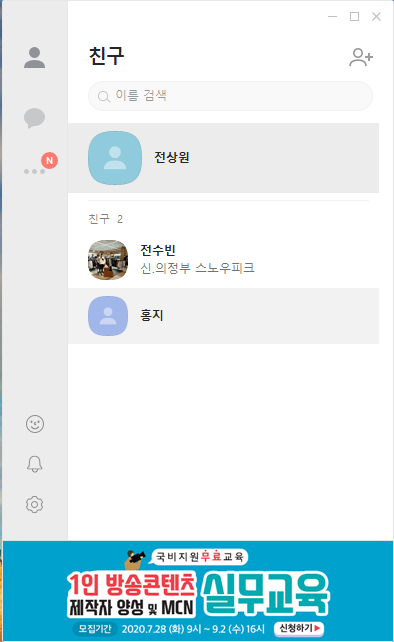 친구
이름 검색
N
전상원
친구 2
전수빈
신.의정부 스노우피크
홍지
국비지원무료교육
1인 방송콘텐츠
제작자 양성 및 MCN
실무교육
모집기간 2020.7.28 (화) 9시 ~ 9.2 (수) 16시 신청하기▶